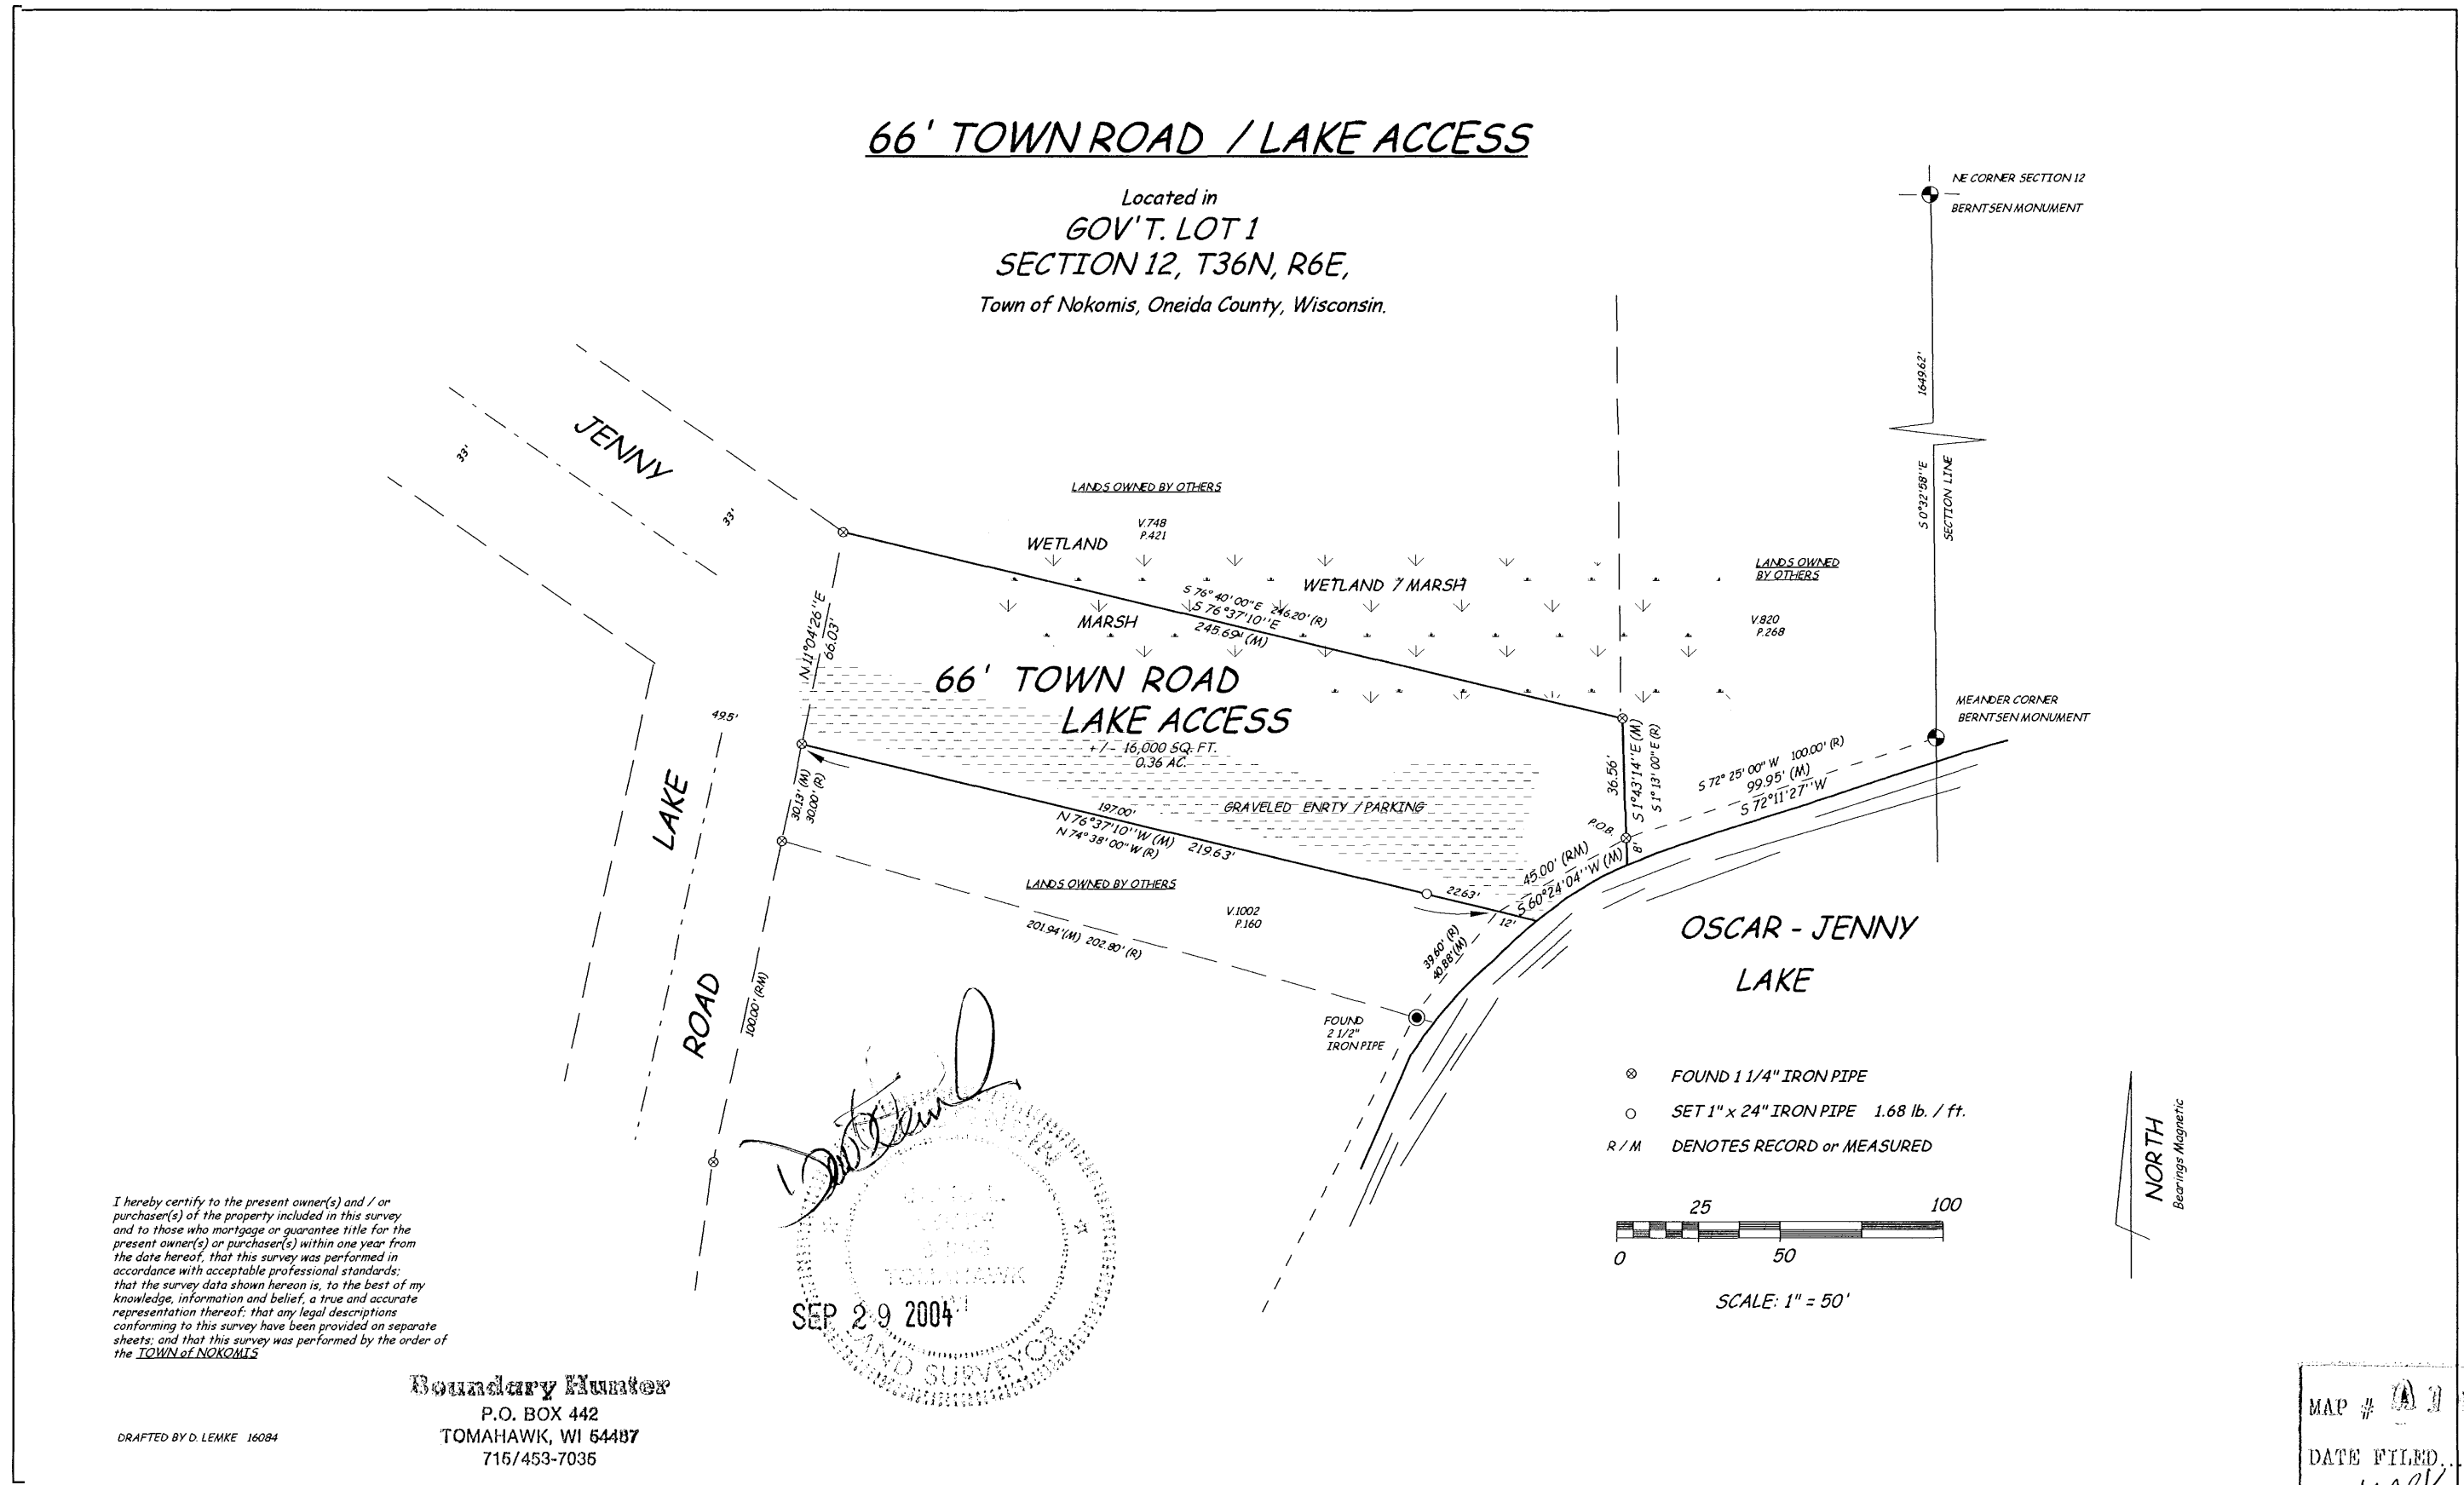 66' TOWN ROAD / LAKE ACCESS
Located in
GOV'T. LOT 1
SECTION 12, T36N, R6E,
Town of Nokomis, Oneida County, Wisconsin.
NE CORNER SECTION 12
BERNTSEN MONUMENT
1649.62'
S 0°32'58''E
SECTION LINE
JENNY
33'
33'
LANDS OWNED BY OTHERS
V.748
P.421
WETLAND
WETLAND / MARSH
LANDS OWNED
BY OTHERS
V.820
P.268
S 76° 40' 00"E 246.20' (R)
S 76°37'10''E
245.69' (M)
MARSH
N 11°04'26''E
66.03'
66' TOWN ROAD
LAKE ACCESS
+/- 16,000 SQ. FT.
0.36 AC.
49.5'
MEANDER CORNER
BERNTSEN MONUMENT
36.56'
S 1°43'14''E (M)
S 1°13' 00"E (R)
S 72° 25' 00" W 100.00' (R)
99.95' (M)
S 72°11'27''W
LAKE
30.13' (M)
30.00' (R)
GRAVELED ENRTY / PARKING
197.00'
N 76°37'10''W (M)
N 74°38' 00"W (R)
219.63'
P.O.B.
8'
45.00' (RM)
S 60°24'04''W (M)
22.63'
12'
LANDS OWNED BY OTHERS
V.1002
P.160
201.94'(M) 202.80' (R)
39.60' (R)
40.88'(M)
OSCAR - JENNY
LAKE
ROAD
100.00' (RM)
FOUND
2 1/2"
IRON PIPE
FOUND 1 1/4" IRON PIPE
SET 1" x 24" IRON PIPE 1.68 lb. / ft.
R / M DENOTES RECORD or MEASURED
25 100
0 50
SCALE: 1" = 50'
NORTH
Bearings Magnetic
I hereby certify to the present owner(s) and / or
purchaser(s) of the property included in this survey
and to those who mortgage or guarantee title for the
present owner(s) or purchaser(s) within one year from
the date hereof, that this survey was performed in
accordance with acceptable professional standards;
that the survey data shown hereon is, to the best of my
knowledge, information and belief, a true and accurate
representation thereof; that any legal descriptions
conforming to this survey have been provided on separate
sheets; and that this survey was performed by the order of
the TOWN of NOKOMIS
TOMAHAWK
WI
LAND SURVEYOR
SEP 29 2004
Boundary Hunter
P.O. BOX 442
TOMAHAWK, WI 54487
715/453-7035
DRAFTED BY D. LEMKE 16084
MAP #
DATE FILED